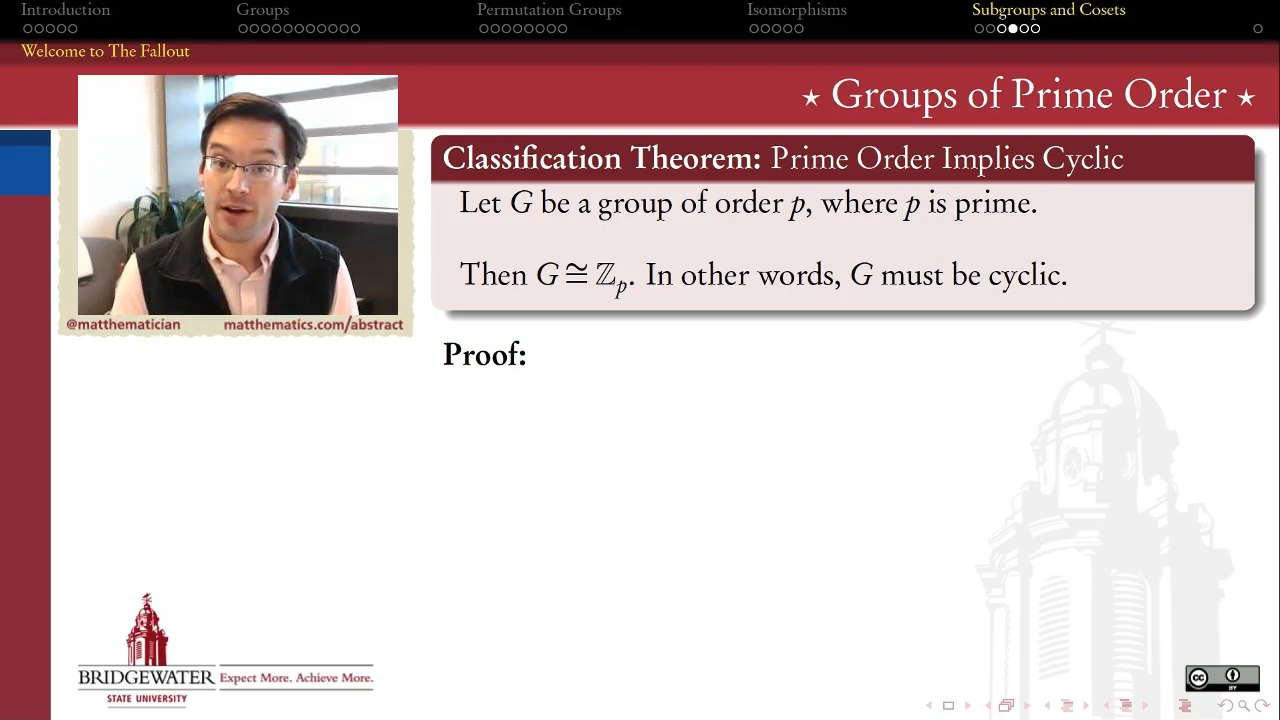 Introduction
Groups
Permutation Groups
Isomorphisms
Subgroups and Cosets
Welcome to The Fallout
⋆ Groups of Prime Order ⋆
Classification Theorem: Prime Order Implies Cyclic
Let G be a group of order p, where p is prime.
Then G ≅ ℤₚ. In other words, G must be cyclic.
@matthematician matthematics.com/abstract
Proof:
BRIDGEWATER
STATE UNIVERSITY
Expect More. Achieve More.
cc
BY